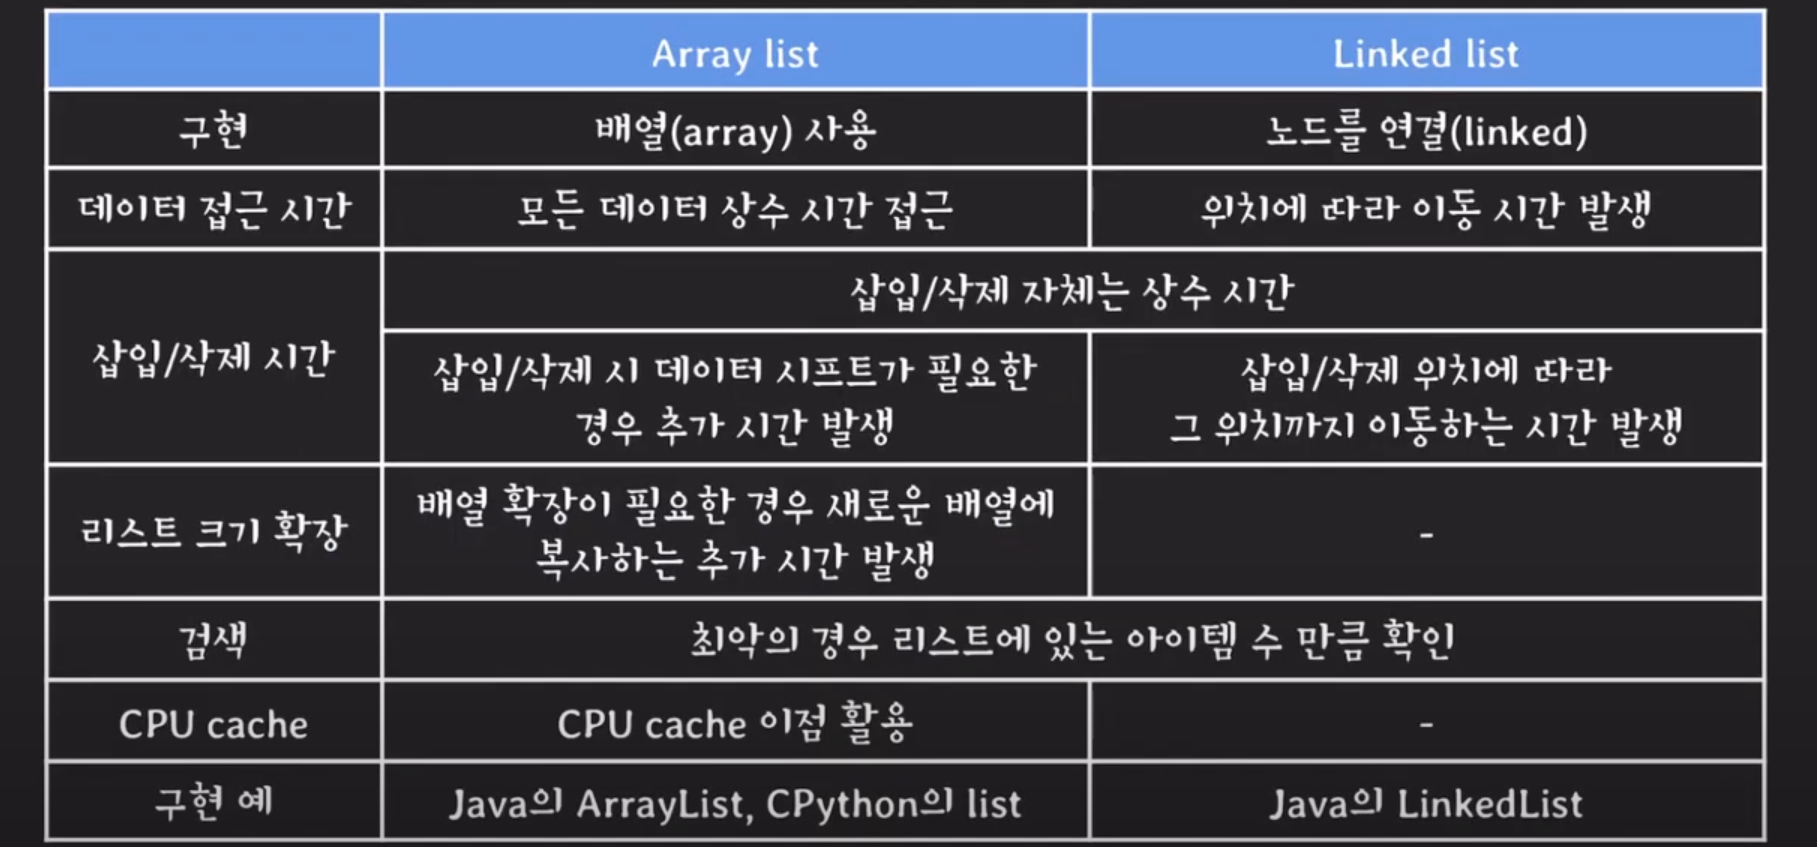 Array list
Linked list
구현
배열(array) 사용
노드를 연결(linked)
데이터 접근 시간
모든 데이터 상수 시간 접근
위치에 따라 이동 시간 발생
삽입/삭제 시간
삽입/삭제 자체는 상수 시간
삽입/삭제 시 데이터 시프트가 필요한
경우 추가 시간 발생
삽입/삭제 위치에 따라
그 위치까지 이동하는 시간 발생
리스트 크기 확장
배열 확장이 필요한 경우 새로운 배열에
복사하는 추가 시간 발생
-
검색
최악의 경우 리스트에 있는 아이템 수 만큼 확인
CPU cache
CPU cache 이점 활용
-
구현 예
Java의 ArrayList, CPython의 list
Java의 LinkedList